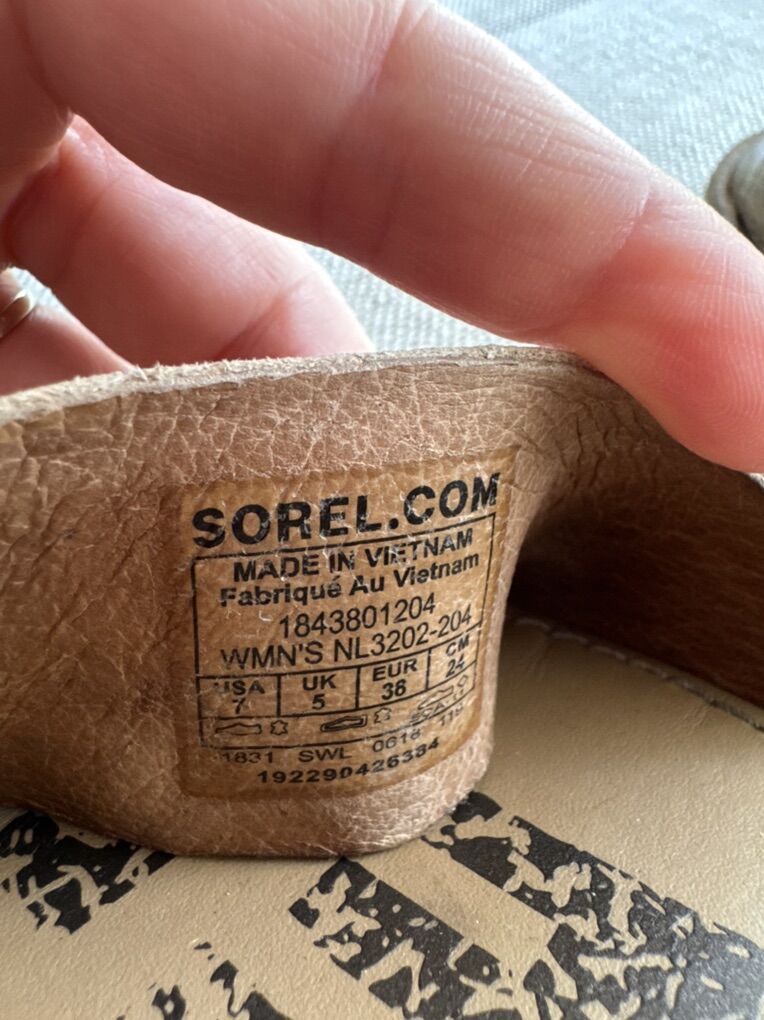 SOREL.COM
MADE IN VIETNAM
Fabriqué Au Vietnam
1843801204
WMN'S NL3202-204
USA UK EUR CM
7 5 38 24
1831 SWL 0618
192290426384